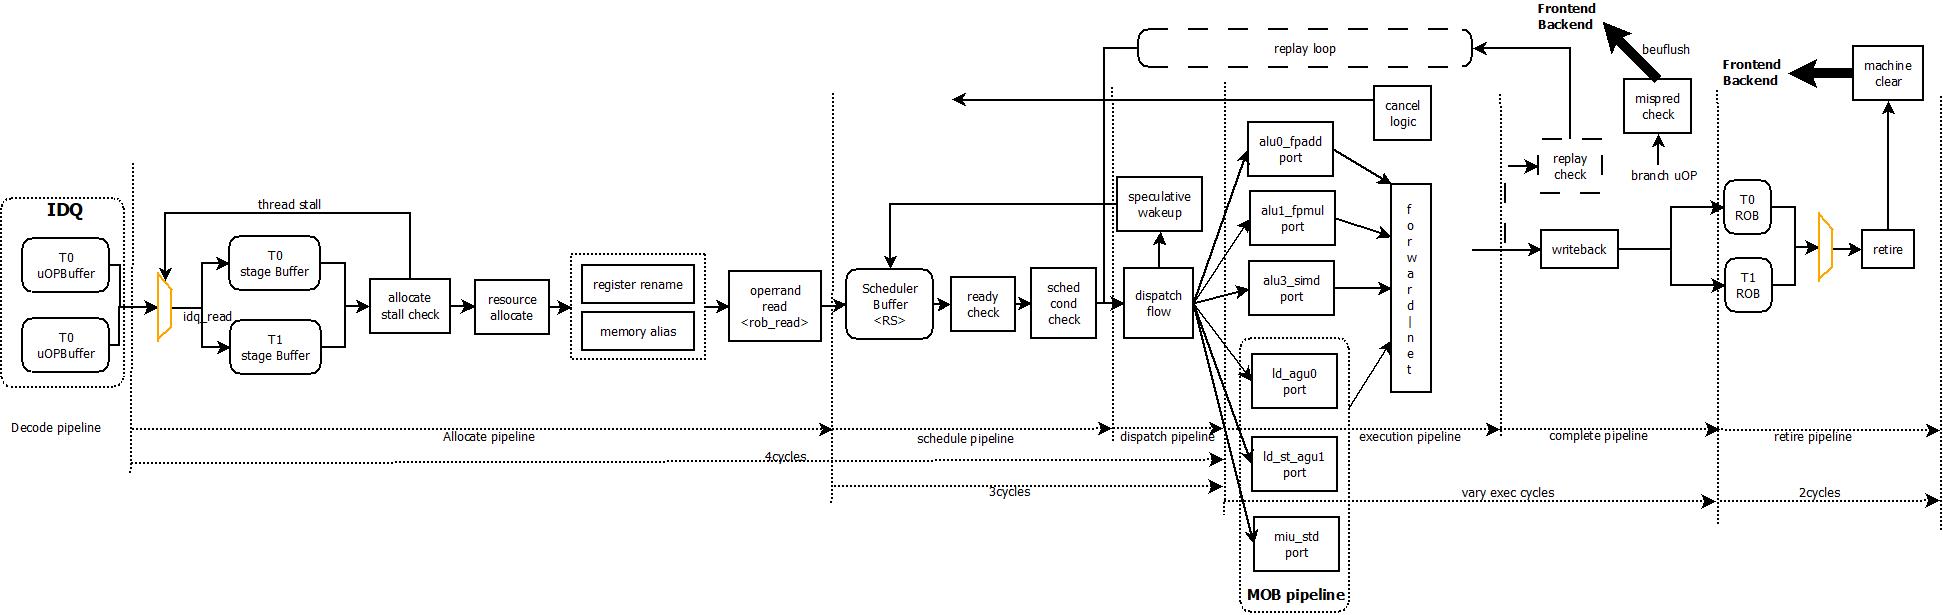 Frontend
Backend
beuflush
replay loop
Frontend
Backend
machine
clear
cancel
logic
mispred
check
alu0_fpadd
port
replay
check
branch uOP
IDQ
thread stall
speculative
wakeup
alu1_fpmul
port
f
o
r
w
a
r
d
|
n
e
t
T0
ROB
T0
uOPBuffer
T0
stage Buffer
writeback
retire
register rename
operrand
read
<rob_read>
Scheduler
Buffer
<RS>
ready
check
sched
cond
check
dispatch
flow
alu3_simd
port
T1
ROB
allocate
stall check
resource
allocate
idq_read
T0
uOPBuffer
T1
stage Buffer
memory alias
ld_agu0
port
Decode pipeline
Allocate pipeline
schedule pipeline
dispatch pipeline
execution pipeline
complete pipeline
retire pipeline
4cycles
ld_st_agu1
port
3cycles
vary exec cycles
2cycles
miu_std
port
MOB pipeline